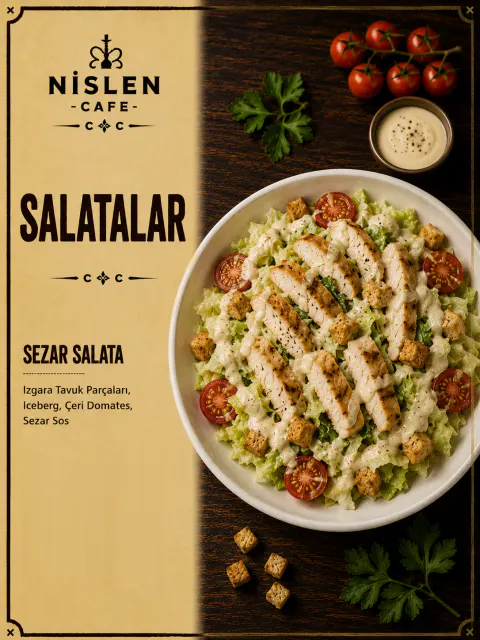 NİSLEN
-CAFE-
C C
SALATALAR
C C
SEZAR SALATA
Izgara Tavuk Parçaları,
Iceberg, Çeri Domates,
Sezar Sos